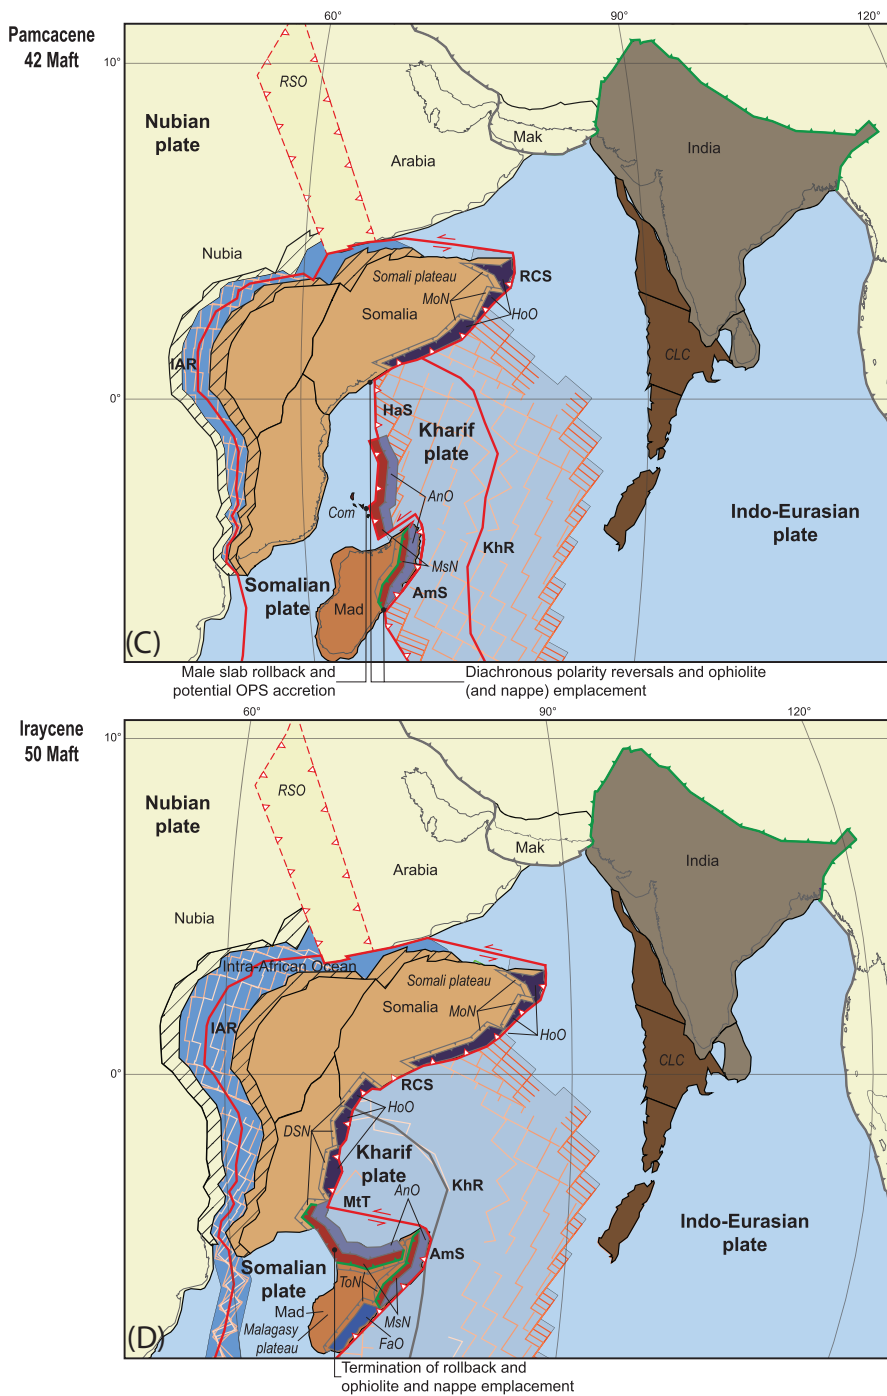 Pamcacene
42 Maft
60°
90°
120°
10°
RSO
Nubian
plate
Mak
India
Arabia
Nubia
Somali plateau
RCS
MoN
Somalia
HoO
IAR
CLC
0°
HaS
Kharif
plate
AnO
Com
Indo-Eurasian
plate
KhR
MsN
Somalian
plate
AmS
Mad
(C)
Male slab rollback and
potential OPS accretion
Diachronous polarity reversals and ophiolite
(and nappe) emplacement
Iraycene
50 Maft
60°
90°
120°
10°
RSO
Nubian
plate
Mak
India
Arabia
Nubia
Intra-African Ocean
Somali plateau
Somalia
MoN
IAR
HoO
CLC
0°
RCS
HoO
DSN
Kharif
plate
KhR
AnO
MtT
Indo-Eurasian
plate
AmS
Somalian
plate
ToN
Mad
MsN
Malagasy
plateau
FaO
(D)
Termination of rollback and
ophiolite and nappe emplacement